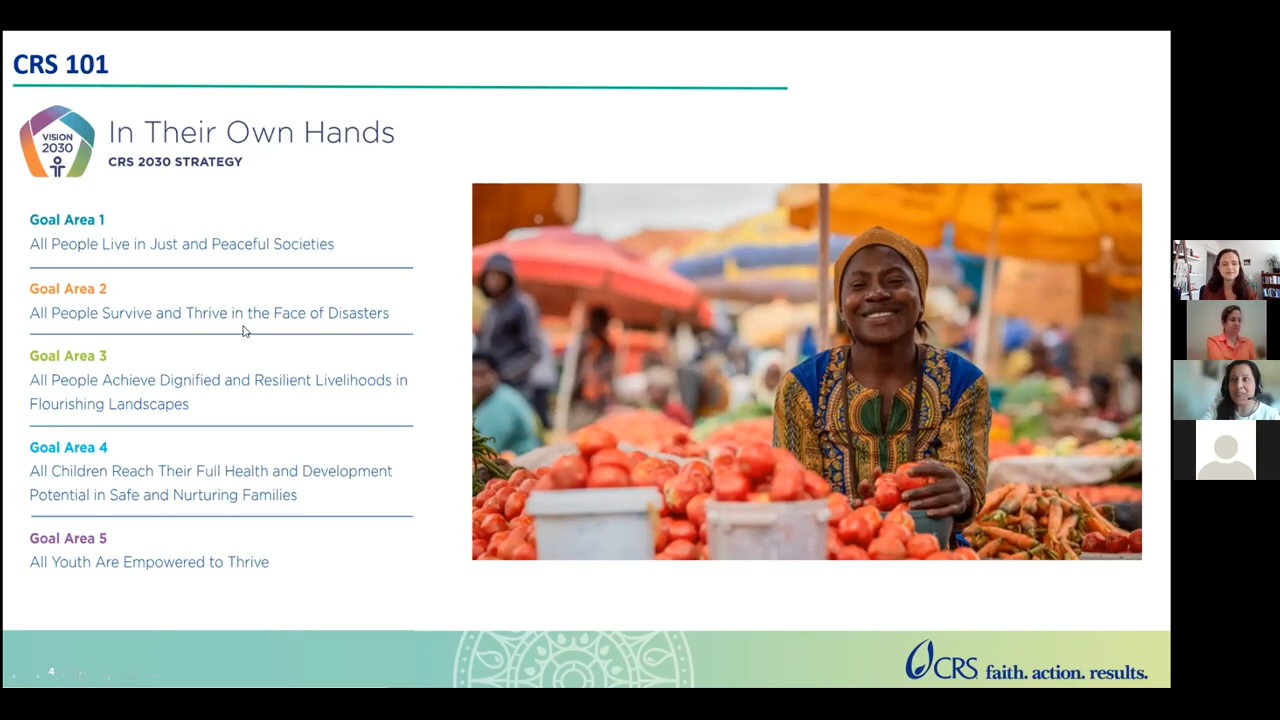 CRS 101
VISION
2030
In Their Own Hands
CRS 2030 STRATEGY
Goal Area 1
All People Live in Just and Peaceful Societies
Goal Area 2
All People Survive and Thrive in the Face of Disasters
Goal Area 3
All People Achieve Dignified and Resilient Livelihoods in
Flourishing Landscapes
Goal Area 4
All Children Reach Their Full Health and Development
Potential in Safe and Nurturing Families
Goal Area 5
All Youth Are Empowered to Thrive
4
CRS faith. action. results.